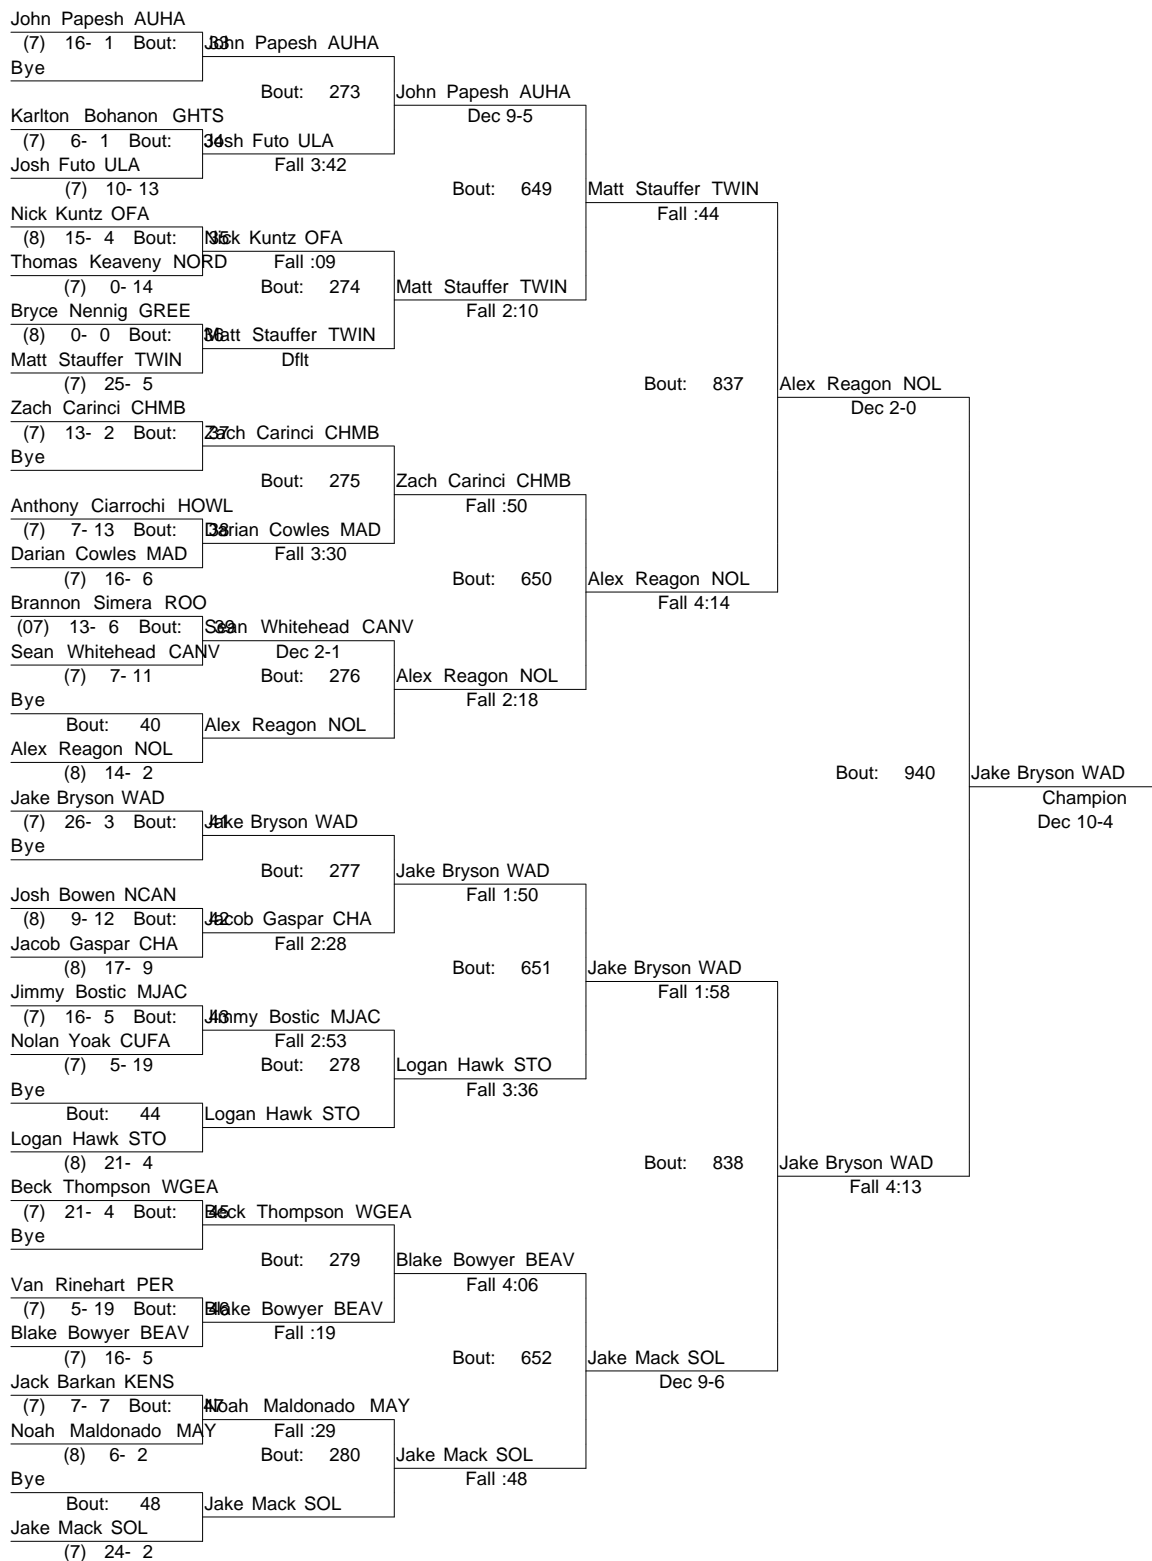 John Papesh AUHA
(7) 16- 1 Bout: 33 John Papesh AUHA
Bye
Bout: 273 John Papesh AUHA
Karlton Bohanon GHTS Dec 9-5
(7) 6- 1 Bout: 34 Josh Futo ULA
Josh Futo ULA Fall 3:42
(7) 10- 13 Bout: 649 Matt Stauffer TWIN
Nick Kuntz OFA Fall :44
(8) 15- 4 Bout: 35 Nick Kuntz OFA
Thomas Keaveny NORD Fall :09
(7) 0- 14 Bout: 274 Matt Stauffer TWIN
Bryce Nennig GREE Fall 2:10
(8) 0- 0 Bout: 36 Matt Stauffer TWIN
Matt Stauffer TWIN Dflt
(7) 25- 5 Bout: 837 Alex Reagon NOL
Zach Carinci CHMB Dec 2-0
(7) 13- 2 Bout: 37 Zach Carinci CHMB
Bye
Bout: 275 Zach Carinci CHMB
Anthony Ciarrochi HOWL Fall :50
(7) 7- 13 Bout: 38 Darian Cowles MAD
Darian Cowles MAD Fall 3:30
(7) 16- 6 Bout: 650 Alex Reagon NOL
Brannon Simera ROO Fall 4:14
(07) 13- 6 Bout: 39 Sean Whitehead CANV
Sean Whitehead CANV Dec 2-1
(7) 7- 11 Bout: 276 Alex Reagon NOL
Bye Fall 2:18
Bout: 40 Alex Reagon NOL
Alex Reagon NOL
(8) 14- 2 Bout: 940 Jake Bryson WAD
Jake Bryson WAD Champion
(7) 26- 3 Bout: 41 Jake Bryson WAD Dec 10-4
Bye
Bout: 277 Jake Bryson WAD
Josh Bowen NCAN Fall 1:50
(8) 9- 12 Bout: 42 Jacob Gaspar CHA
Jacob Gaspar CHA Fall 2:28
(8) 17- 9 Bout: 651 Jake Bryson WAD
Jimmy Bostic MJAC Fall 1:58
(7) 16- 5 Bout: 43 Jimmy Bostic MJAC
Nolan Yoak CUFA Fall 2:53
(7) 5- 19 Bout: 278 Logan Hawk STO
Bye Fall 3:36
Bout: 44 Logan Hawk STO
Logan Hawk STO
(8) 21- 4 Bout: 838 Jake Bryson WAD
Beck Thompson WGEA Fall 4:13
(7) 21- 4 Bout: 45 Beck Thompson WGEA
Bye
Bout: 279 Blake Bowyer BEAV
Van Rinehart PER Fall 4:06
(7) 5- 19 Bout: 46 Blake Bowyer BEAV
Blake Bowyer BEAV Fall :19
(7) 16- 5 Bout: 652 Jake Mack SOL
Jack Barkan KENS Dec 9-6
(7) 7- 7 Bout: 47 Noah Maldonado MAY
Noah Maldonado MAY Fall :29
(8) 6- 2 Bout: 280 Jake Mack SOL
Bye Fall :48
Bout: 48 Jake Mack SOL
Jake Mack SOL
(7) 24- 2